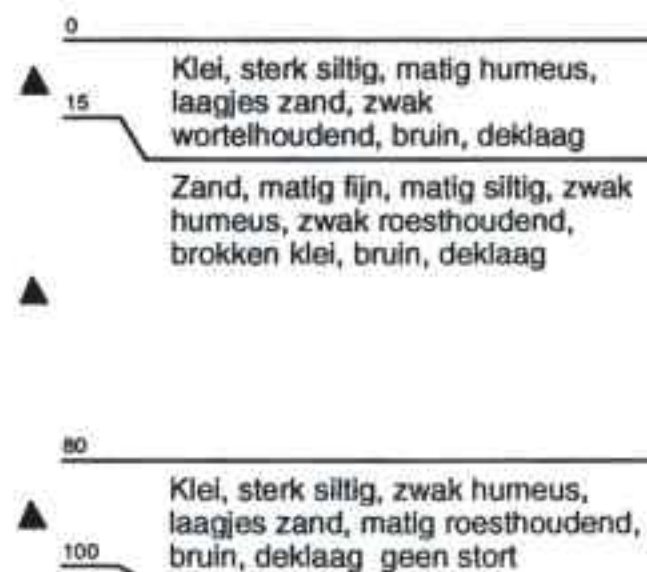 0
Klei, sterk siltig, matig humeus,
laagjes zand, zwak
15
wortelhoudend, bruin, deklaag
Zand, matig fijn, matig siltig, zwak
humeus, zwak roesthoudend,
brokken klei, bruin, deklaag
80
Klei, sterk siltig, zwak humeus,
laagjes zand, matig roesthoudend,
100
bruin, deklaag geen stort